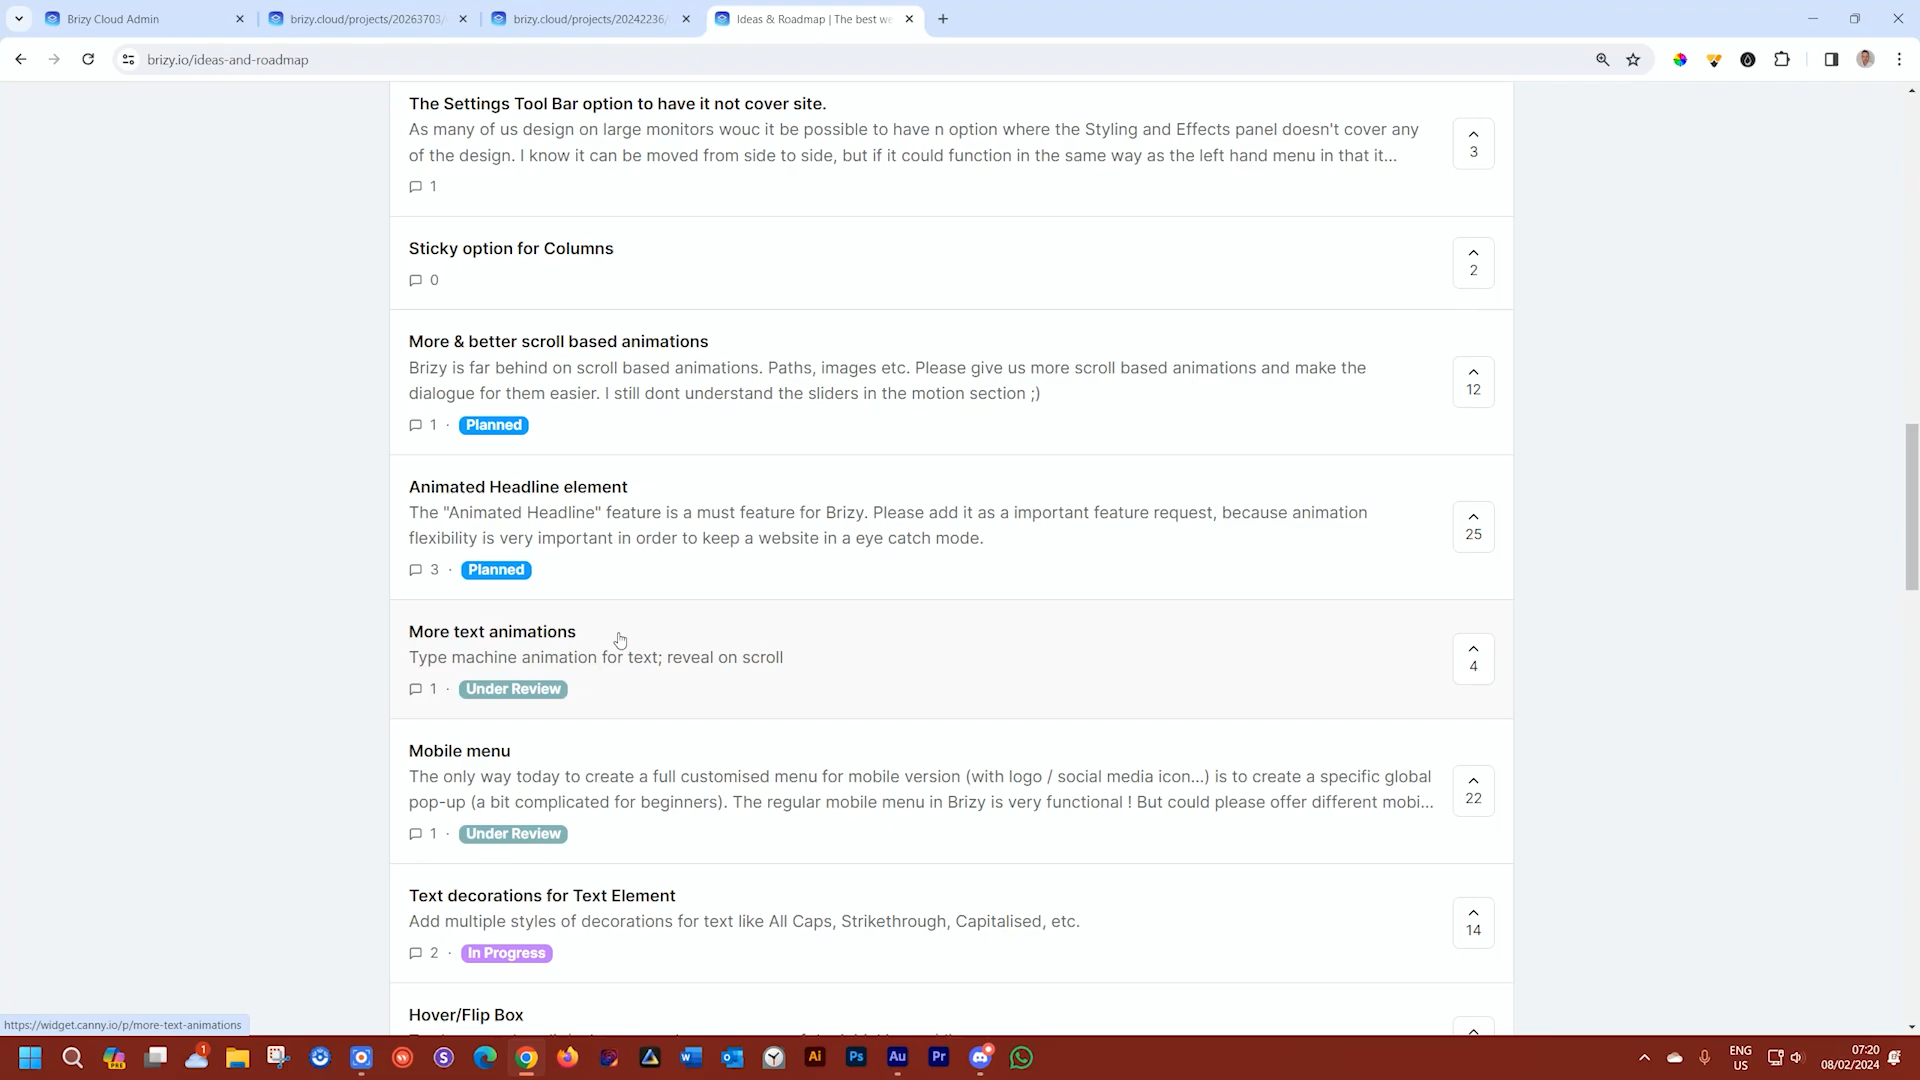 Brizy Cloud Admin
brizy.cloud/projects/20263703/
brizy.cloud/projects/20242236/
Ideas & Roadmap | The best we
brizy.io/ideas-and-roadmap
The Settings Tool Bar option to have it not cover site.
As many of us design on large monitors wouc it be possible to have n option where the Styling and Effects panel doesn't cover any
of the design. I know it can be moved from side to side, but if it could function in the same way as the left hand menu in that it...
3
1
Sticky option for Columns
2
0
More & better scroll based animations
Brizy is far behind on scroll based animations. Paths, images etc. Please give us more scroll based animations and make the
dialogue for them easier. I still dont understand the sliders in the motion section ;)
12
1 · Planned
Animated Headline element
The "Animated Headline" feature is a must feature for Brizy. Please add it as a important feature request, because animation
flexibility is very important in order to keep a website in a eye catch mode.
25
3 · Planned
More text animations
Type machine animation for text; reveal on scroll
4
1 · Under Review
Mobile menu
The only way today to create a full customised menu for mobile version (with logo / social media icon...) is to create a specific global
pop-up (a bit complicated for beginners). The regular mobile menu in Brizy is very functional ! But could please offer different mobi...
22
1 · Under Review
Text decorations for Text Element
Add multiple styles of decorations for text like All Caps, Strikethrough, Capitalised, etc.
14
2 · In Progress
Hover/Flip Box
https://widget.canny.io/p/more-text-animations
PRE
1
S
W
Ai
Ps
Au
Pr
ENG
US
07:20
08/02/2024